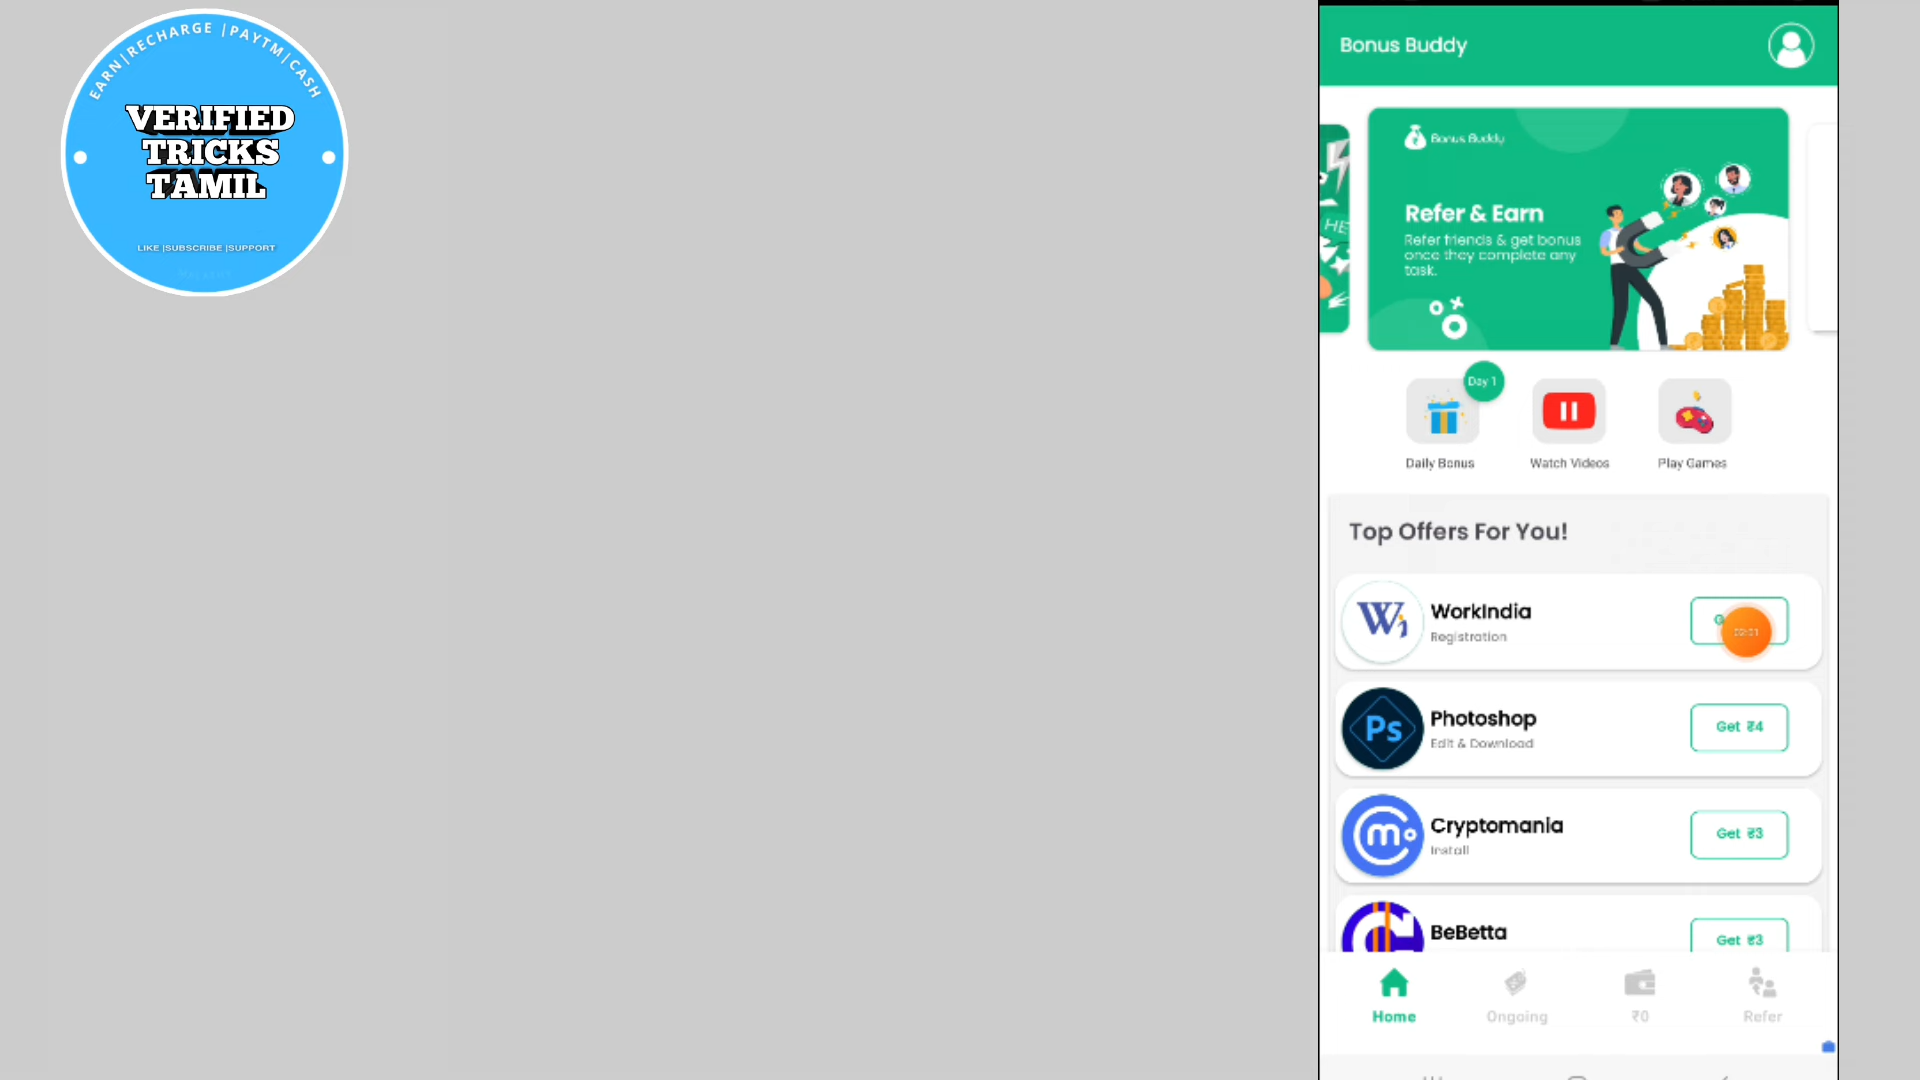 EARN|RECHARGE |PAYTM|CASH
VERIFIED
TRICKS
TAMIL
LIKE |SUBSCRIBE |SUPPORT
Bonus Buddy
Bonus Buddy
HE
Refer & Earn
Refer friends & get bonus
once they complete any
task.
Day 1
Daily Bonus
Watch Videos
Play Games
Top Offers For You!
WorkIndia
Registration
Ps
Photoshop
Edit & Download
Get ₹4
Cryptomania
Install
Get ₹3
BeBetta
Get ₹3
Home
Ongoing
₹0
Refer